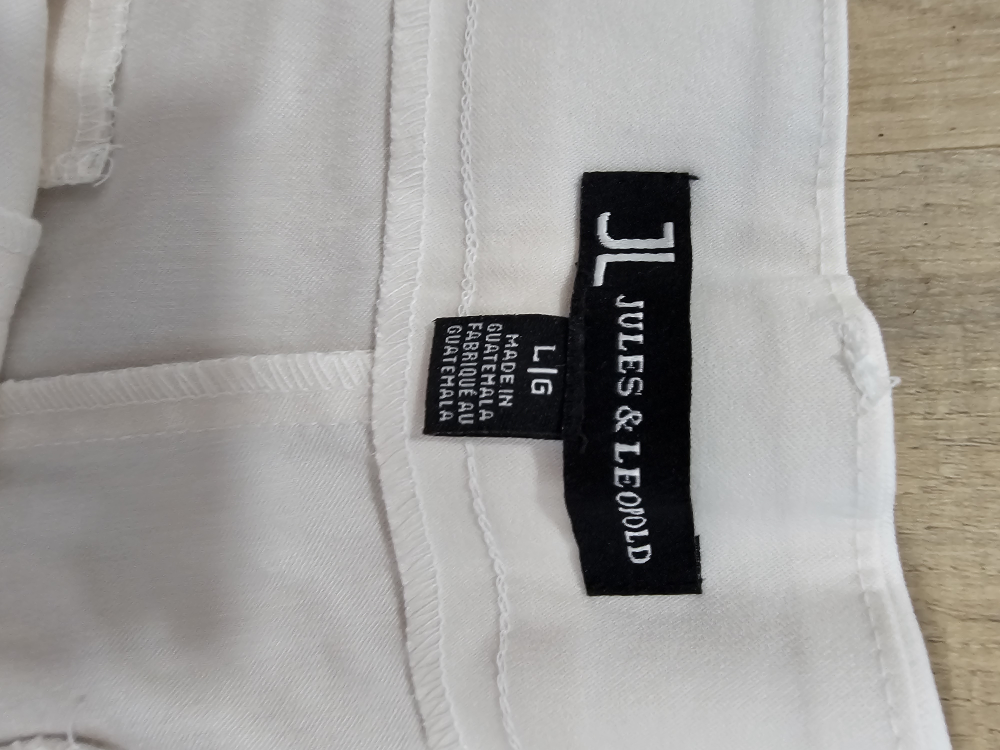 JL
JULES & LEOPOLD
L|G
MADE IN
GUATEMALA
FABRIQUÉ AU
GUATEMALA